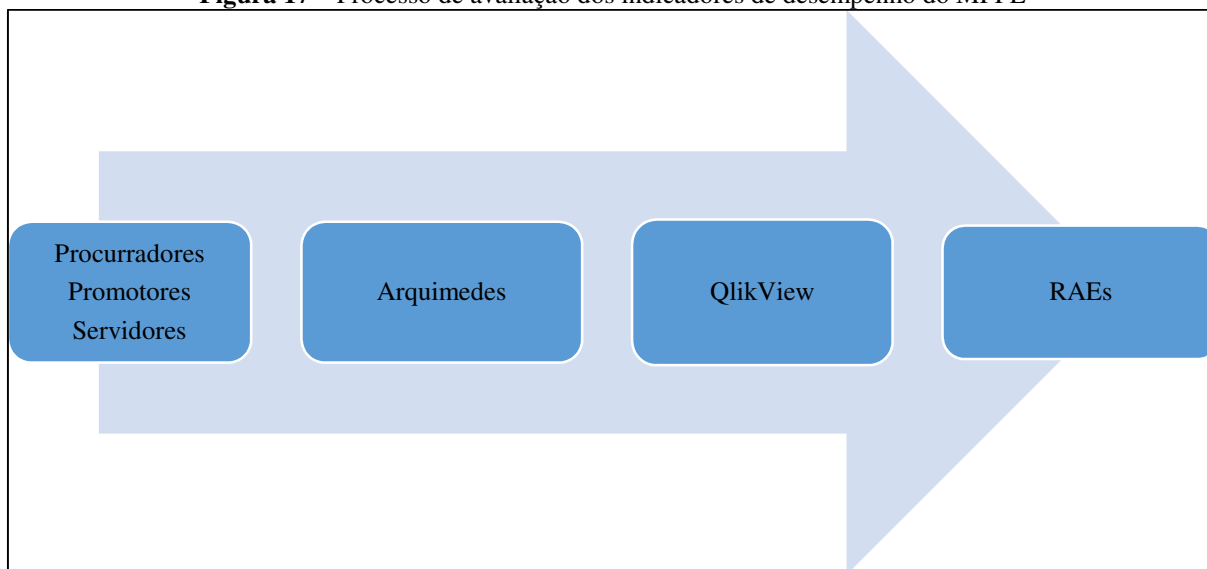 Figura 17 – Processo de avaliação dos indicadores de desempenho do MPPE
Procurradores
Promotores
Servidores
Arquimedes
QlikView
RAEs